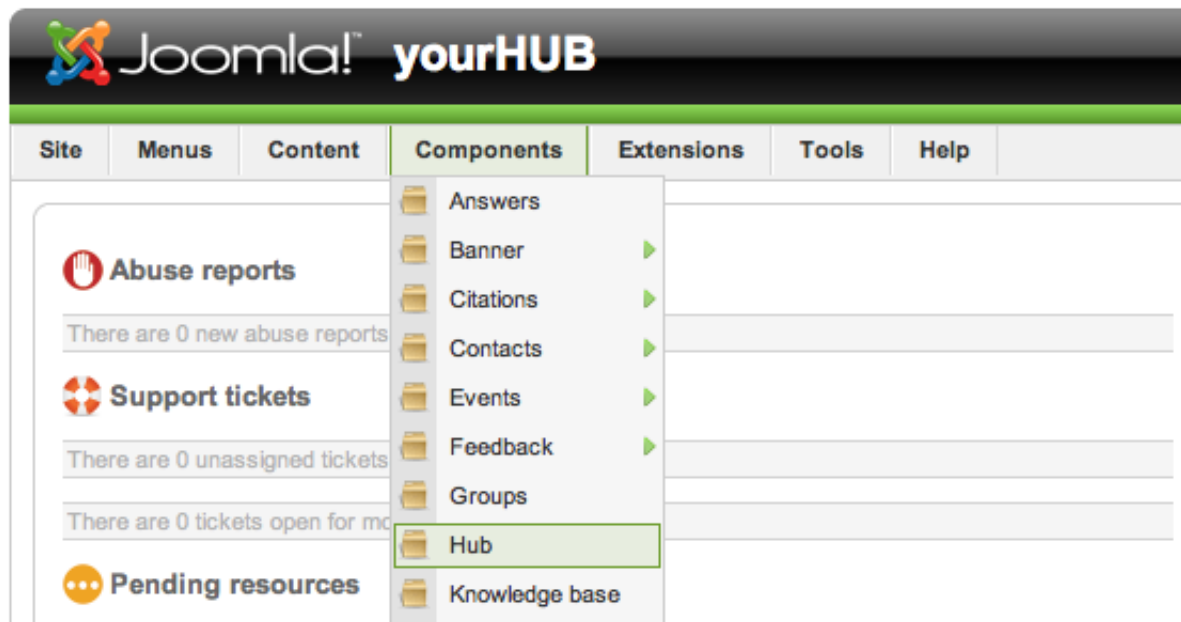 Joomla!™ yourHUB
Site Menus Content Components Extensions Tools Help
Answers
Banner
Citations
Contacts
Events
Feedback
Groups
Hub
Knowledge base
Abuse reports
There are 0 new abuse reports
Support tickets
There are 0 unassigned tickets
There are 0 tickets open for
Pending resources